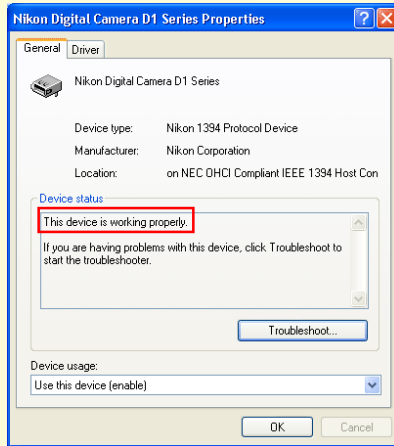 Nikon Digital Camera D1 Series Properties
General
Driver
Nikon Digital Camera D1 Series
Device type: Nikon 1394 Protocol Device
Manufacturer: Nikon Corporation
Location: on NEC OHCI Compliant IEEE 1394 Host Con
Device status
This device is working properly.
If you are having problems with this device, click Troubleshoot to
start the troubleshooter.
Troubleshoot...
Device usage:
Use this device (enable)
OK
Cancel